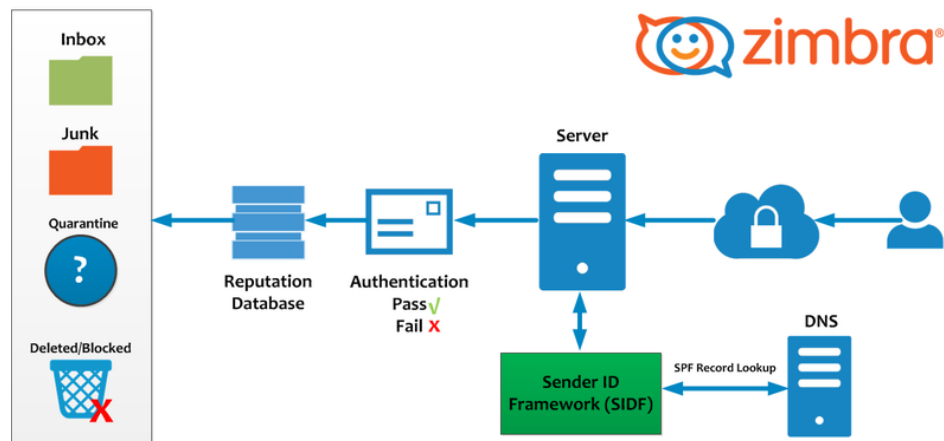 zimbra®
Inbox
Junk
Quarantine
?
Deleted/Blocked
X
Reputation
Database
Authentication
Pass√
Fail X
Server
Sender ID
Framework (SIDF)
SPF Record Lookup
DNS